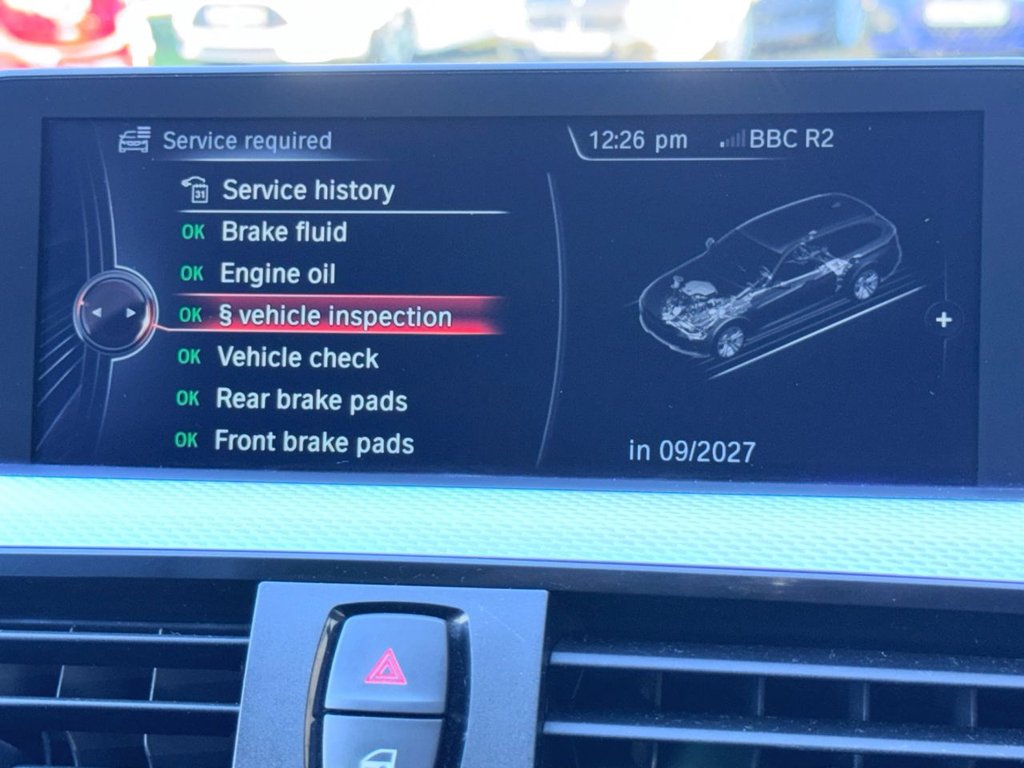 Service required
12:26 pm
BBC R2
31
Service history
OK Brake fluid
OK Engine oil
OK § vehicle inspection
OK Vehicle check
OK Rear brake pads
OK Front brake pads
+
in 09/2027